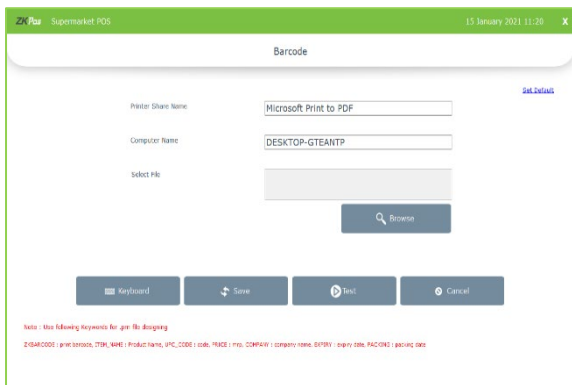 ZKPos Supermarket POS 15 January 2021 11:20 X
Barcode
Set Default
Printer Share Name Microsoft Print to PDF
Computer Name DESKTOP-GTEANTP
Select File
Browse
Keyboard Save Test Cancel
Note : Use following Keywords for .prn file designing
ZKBARCODE : print barcode, ITEM_NAME : Product Name, UPC_CODE : code, PRICE : mrp, COMPANY : company name, EXPIRY : expiry date, PACKING : packing date